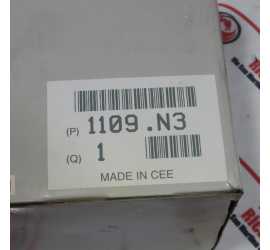 (P) 1109.N3
(Q) 1
MADE IN CEE